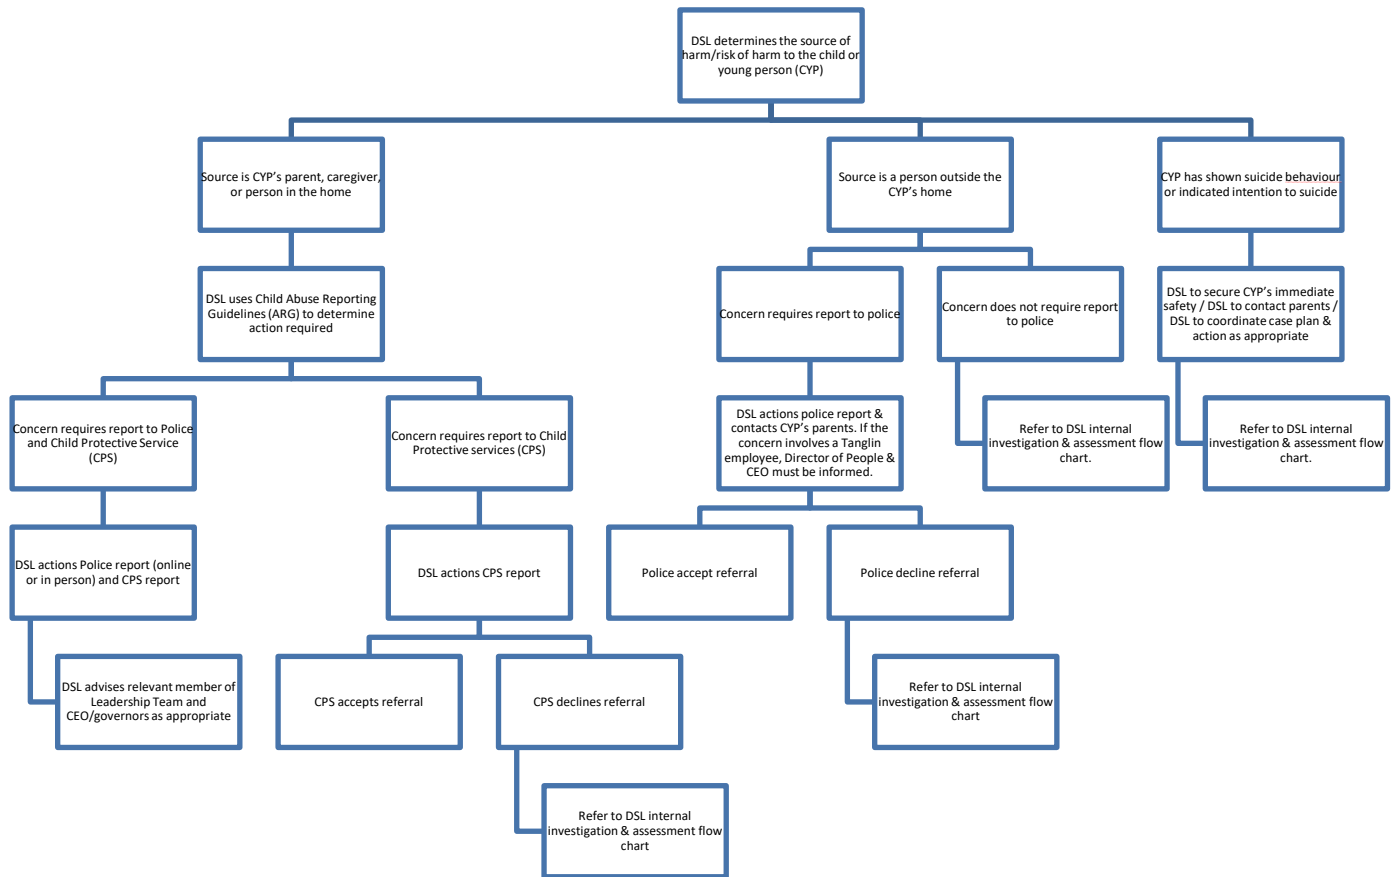 DSL determines the source of
harm/risk of harm to the child or
young person (CYP)
Source is CYP's parent, caregiver,
or person in the home
Source is a person outside the
CYP's home
CYP has shown suicide behaviour
or indicated intention to suicide
DSL uses Child Abuse Reporting
Guidelines (ARG) to determine
action required
Concern requires report to police
Concern does not require report
to police
DSL to secure CYP's immediate
safety / DSL to contact parents /
DSL to coordinate case plan &
action as appropriate
Concern requires report to Police
and Child Protective Service
(CPS)
Concern requires report to Child
Protective services (CPS)
DSL actions police report &
contacts CYP's parents. If the
concern involves a Tanglin
employee, Director of People &
CEO must be informed.
Refer to DSL internal
investigation & assessment flow
chart.
Refer to DSL internal
investigation & assessment flow
chart.
DSL actions Police report (online
or in person) and CPS report
DSL actions CPS report
Police accept referral
Police decline referral
DSL advises relevant member of
Leadership Team and
CEO/governors as appropriate
CPS accepts referral
CPS declines referral
Refer to DSL internal
investigation & assessment flow
chart
Refer to DSL internal
investigation & assessment flow
chart